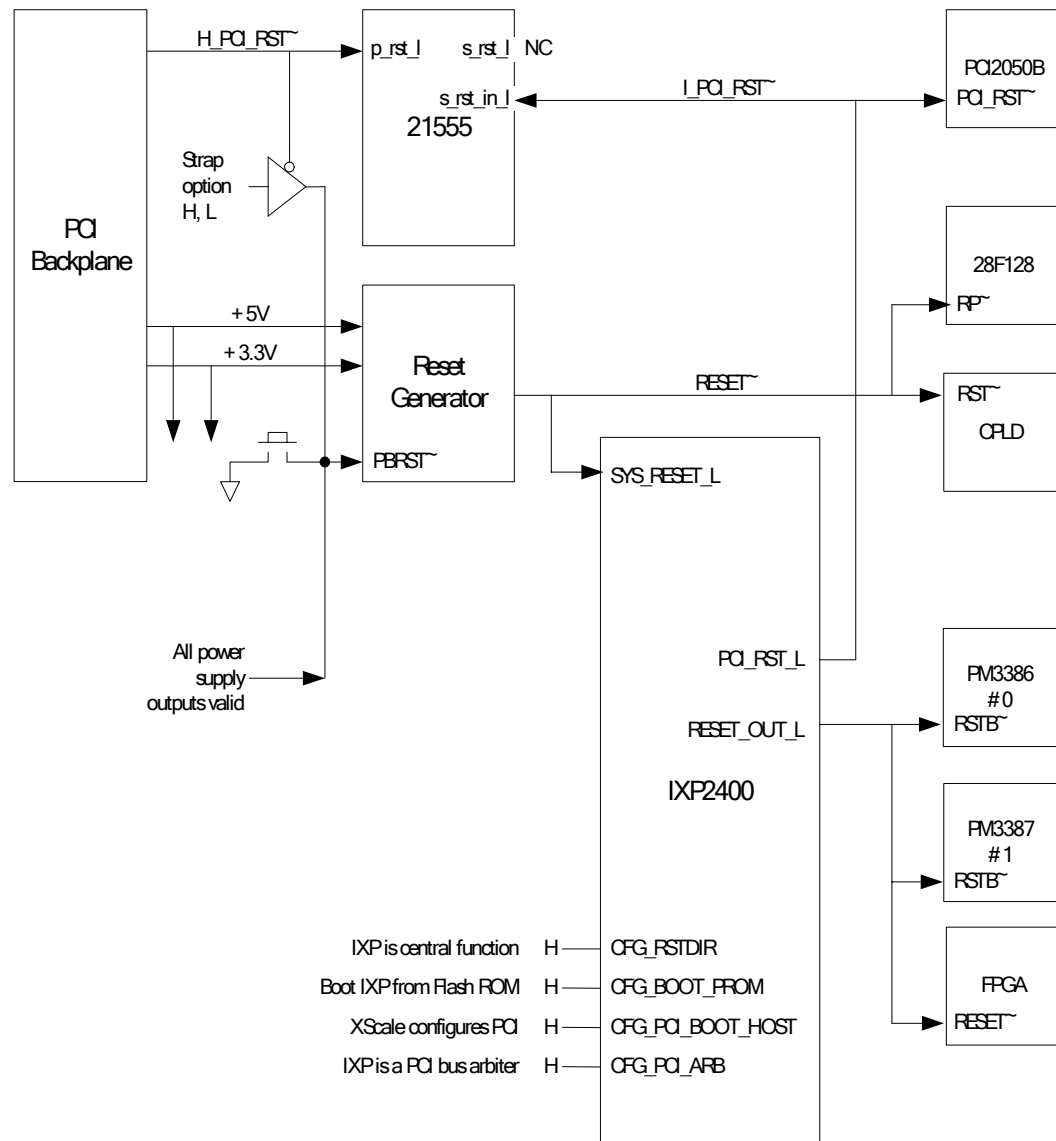 H_PCI_RST~
p_rst_l
s_rst_l NC
s_rst_in_l
21555
I_PCI_RST~
PCI2050B
PCI_RST~
Strap
option
H, L
PCI
Backplane
28F128
RP~
+5V
+3.3V
Reset
Generator
PBRST~
RESET~
RST~
CPLD
SYS_RESET_L
All power
supply
outputs valid
PCI_RST_L
RESET_OUT_L
IXP2400
PM3386
#0
RSTB~
PM3387
#1
RSTB~
FPGA
RESET~
IXP is central function H CFG_RSTDIR
Boot IXP from Flash ROM H CFG_BOOT_PROM
XScale configures PCI H CFG_PCI_BOOT_HOST
IXP is a PCI bus arbiter H CFG_PCI_ARB